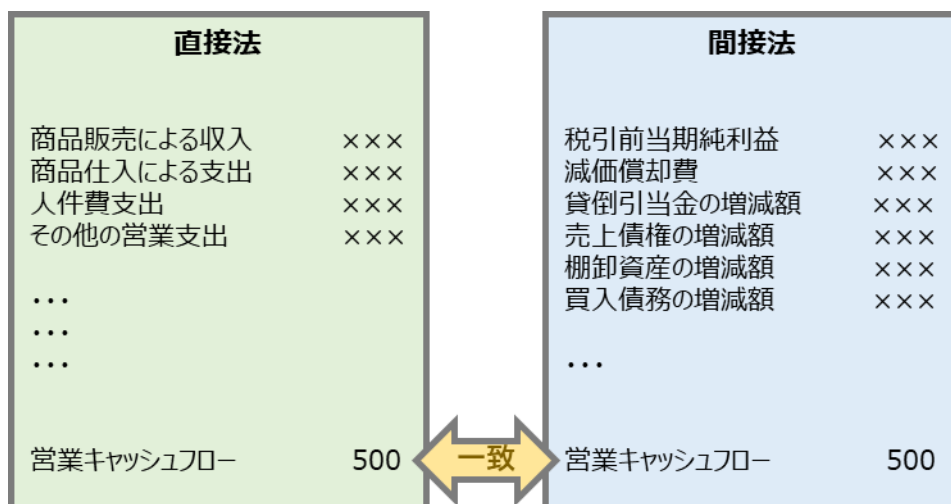 直接法
商品販売による収入 ×××
商品仕入による支出 ×××
人件費支出 ×××
その他の営業支出 ×××
・・・
・・・
・・・
営業キャッシュフロー 500
一致
間接法
税引前当期純利益 ×××
減価償却費 ×××
貸倒引当金の増減額 ×××
売上債権の増減額 ×××
棚卸資産の増減額 ×××
買入債務の増減額 ×××
・・・
営業キャッシュフロー 500